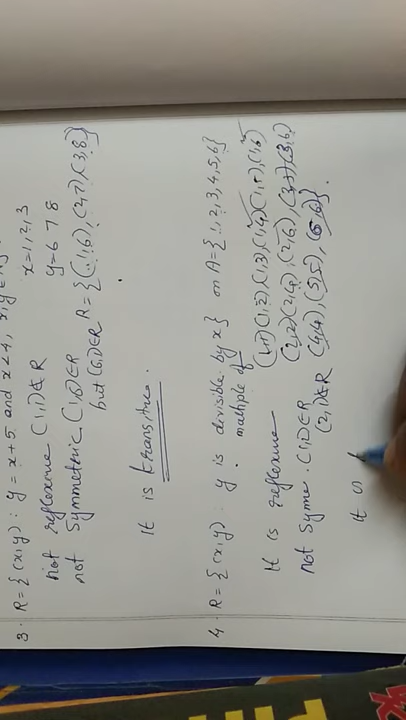 3. R = {(x,y) : y = x+5 and x<4, x,y ∈
x=1,2,3
y=6 7 8
not reflexive (1,1)∉R
not Symmetric. (1,6)∈R
but (6,1)∉R R = {(1,6), (2,7), (3,8)}
It is transitive.
4. R = {(x,y) : y is divisible by x} on A = {1,2,3,4,5,6}
multiple of
(1,1) (1,2), (1,3), (1,4) (1,5), (1,6)
It is reflexive (2,2) (2,4), (2,6), (3,3) (3,6)
not Symme. (1,2)∈R (4,4), (5,5), (6,6)}.
(2,1)∉R
It is